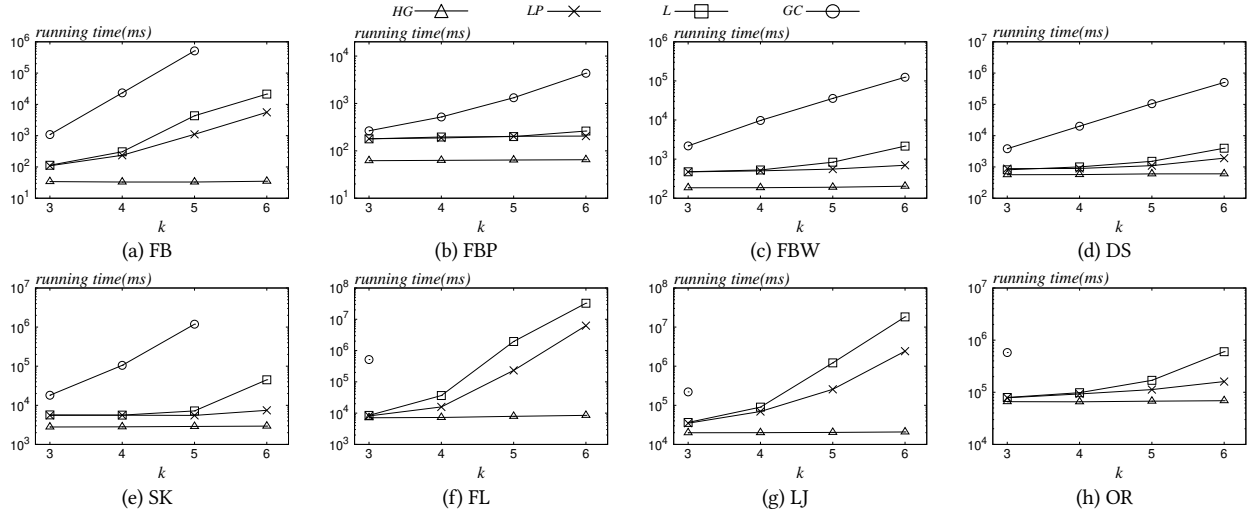 HG LP L GC
running time(ms) running time(ms) running time(ms) running time(ms)
10^6 10^4 10^6 10^6
10^5 10^3 10^5 10^5
10^4 10^2 10^4 10^4
10^3 10^1 10^3 10^3
10^2 10^2 10^2
10^1
3 4 5 6 3 4 5 6 3 4 5 6 3 4 5 6
k k k k
(a) FB (b) FBP (c) FBW (d) DS
running time(ms) running time(ms) running time(ms) running time(ms)
10^7 10^8 10^8 10^7
10^6 10^7 10^7 10^6
10^5 10^6 10^6 10^5
10^4 10^5 10^5 10^4
10^3 10^4 10^4
10^3
3 4 5 6 3 4 5 6 3 4 5 6 3 4 5 6
k k k k
(e) SK (f) FL (g) LJ (h) OR